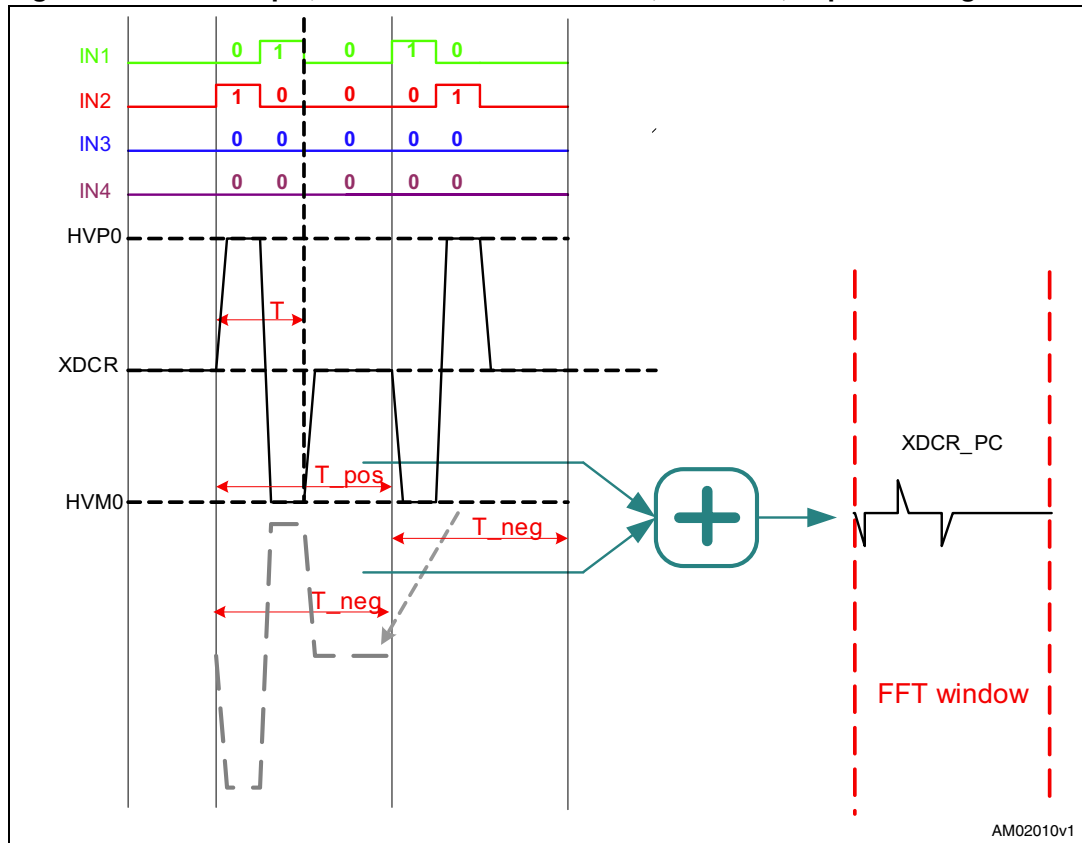 IN1 0 1 0 1 0
IN2 1 0 0 0 1
IN3 0 0 0 0 0
IN4 0 0 0 0 0
HVP0
T
XDCR
XDCR_PC
T_pos
HVM0
T_neg
T_neg
FFT window
AM02010v1